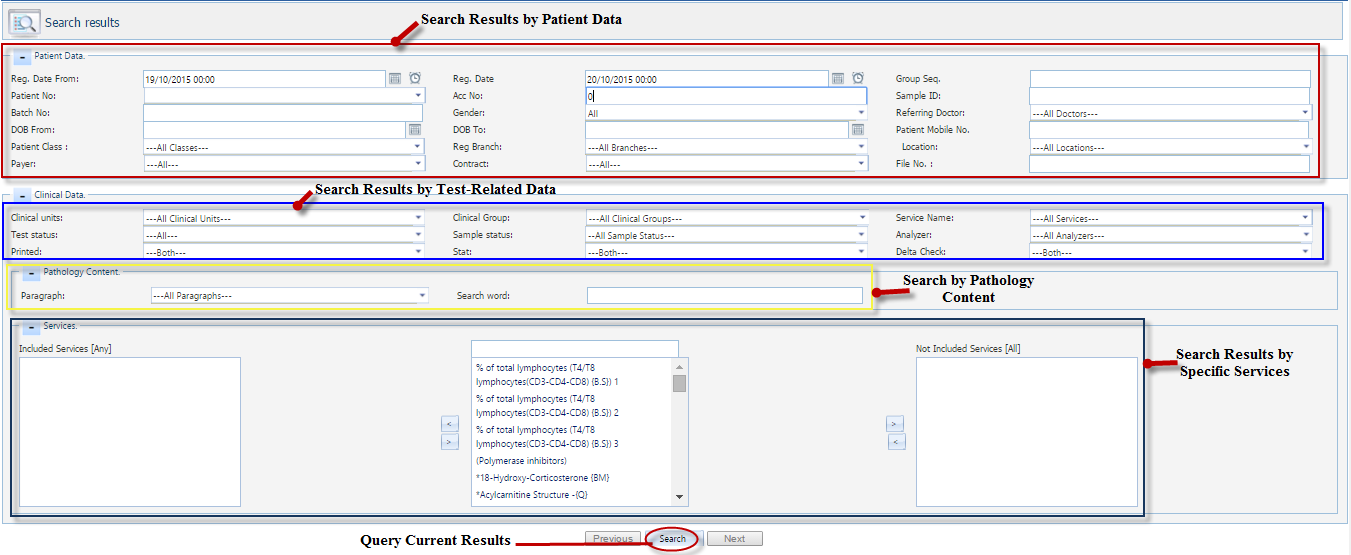 Search results
Search Results by Patient Data
- Patient Data.
Reg. Date From: 19/10/2015 00:00 Reg. Date 20/10/2015 00:00 Group Seq.
Patient No: Acc No: 0 Sample ID:
Batch No: Gender: All Referring Doctor: ---All Doctors---
DOB From: DOB To: Patient Mobile No.
Patient Class : ---All Classes--- Reg Branch: ---All Branches--- Location: ---All Locations---
Payer: ---All--- Contract: ---All--- File No. :
Search Results by Test-Related Data
- Clinical Data.
Clinical units: ---All Clinical Units--- Clinical Group: ---All Clinical Groups--- Service Name: ---All Services---
Test status: ---All--- Sample status: --All Sample Status--- Analyzer: ---All Analyzers---
Printed: ---Both--- Stat: ---Both--- Delta Check: ---Both---
- Pathology Content.
Paragraph: ---All Paragraphs--- Search word:
Search by Pathology
Content
- Services.
Included Services [Any] Not Included Services [All]
% of total lymphocytes (T4/T8
lymphocytes(CD3-CD4-CD8) {B.S}) 1
% of total lymphocytes (T4/T8
lymphocytes(CD3-CD4-CD8) {B.S}) 2
% of total lymphocytes (T4/T8
lymphocytes(CD3-CD4-CD8) {B.S}) 3
(Polymerase inhibitors)
*18-Hydroxy-Corticosterone {BM}
*Acylcarnitine Structure -{Q}
< >
> <
Search Results by
Specific Services
Query Current Results Previous Search Next